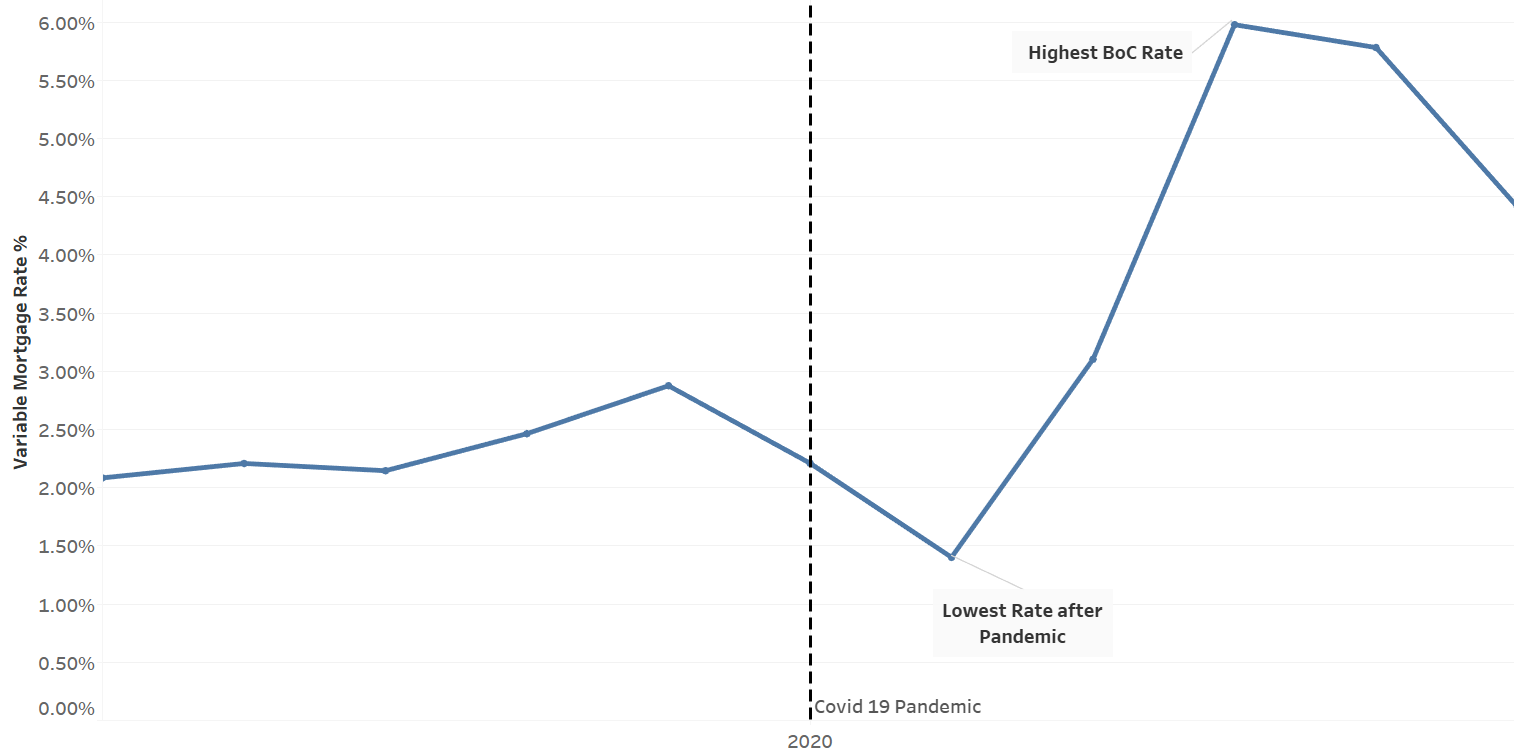 6.00%
Highest BoC Rate
5.50%
5.00%
4.50%
4.00%
3.50%
3.00%
2.50%
2.00%
1.50%
1.00%
0.50%
0.00%
Variable Mortgage Rate %
Lowest Rate after
Pandemic
Covid 19 Pandemic
2020